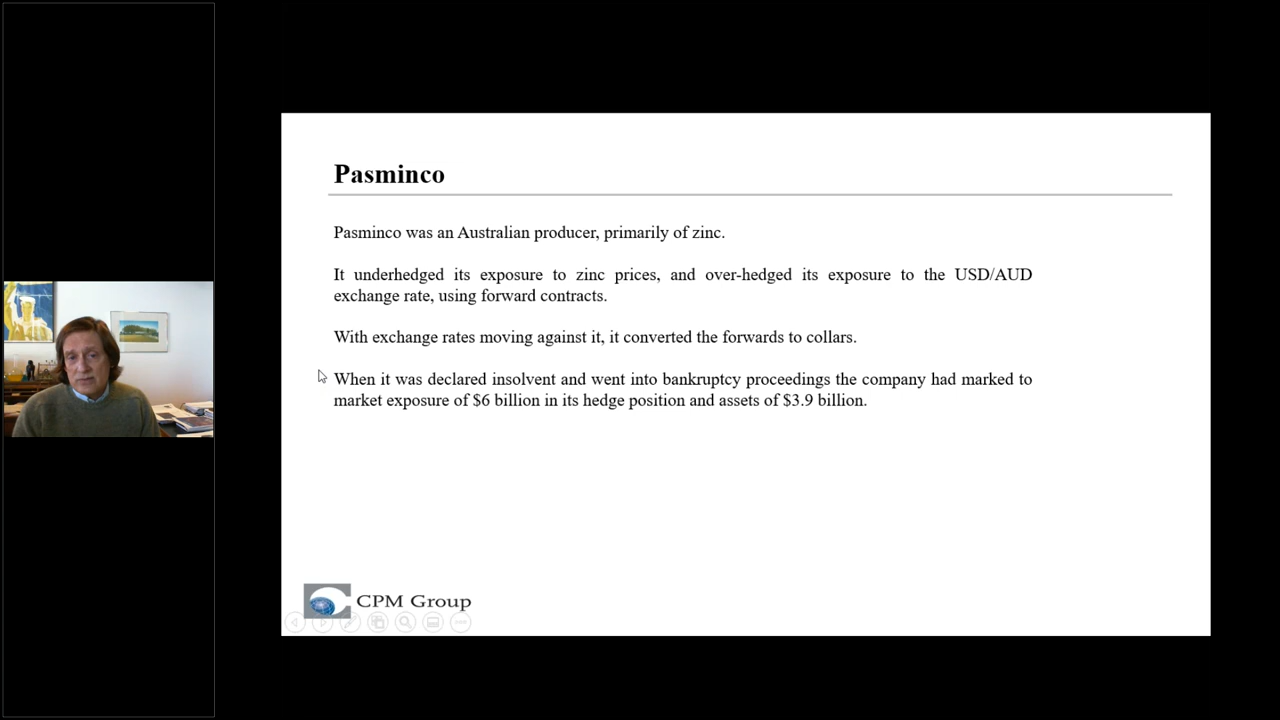 Pasminco
Pasminco was an Australian producer, primarily of zinc.
It underhedged its exposure to zinc prices, and over-hedged its exposure to the USD/AUD
exchange rate, using forward contracts.
With exchange rates moving against it, it converted the forwards to collars.
When it was declared insolvent and went into bankruptcy proceedings the company had marked to
market exposure of $6 billion in its hedge position and assets of $3.9 billion.
CPM Group